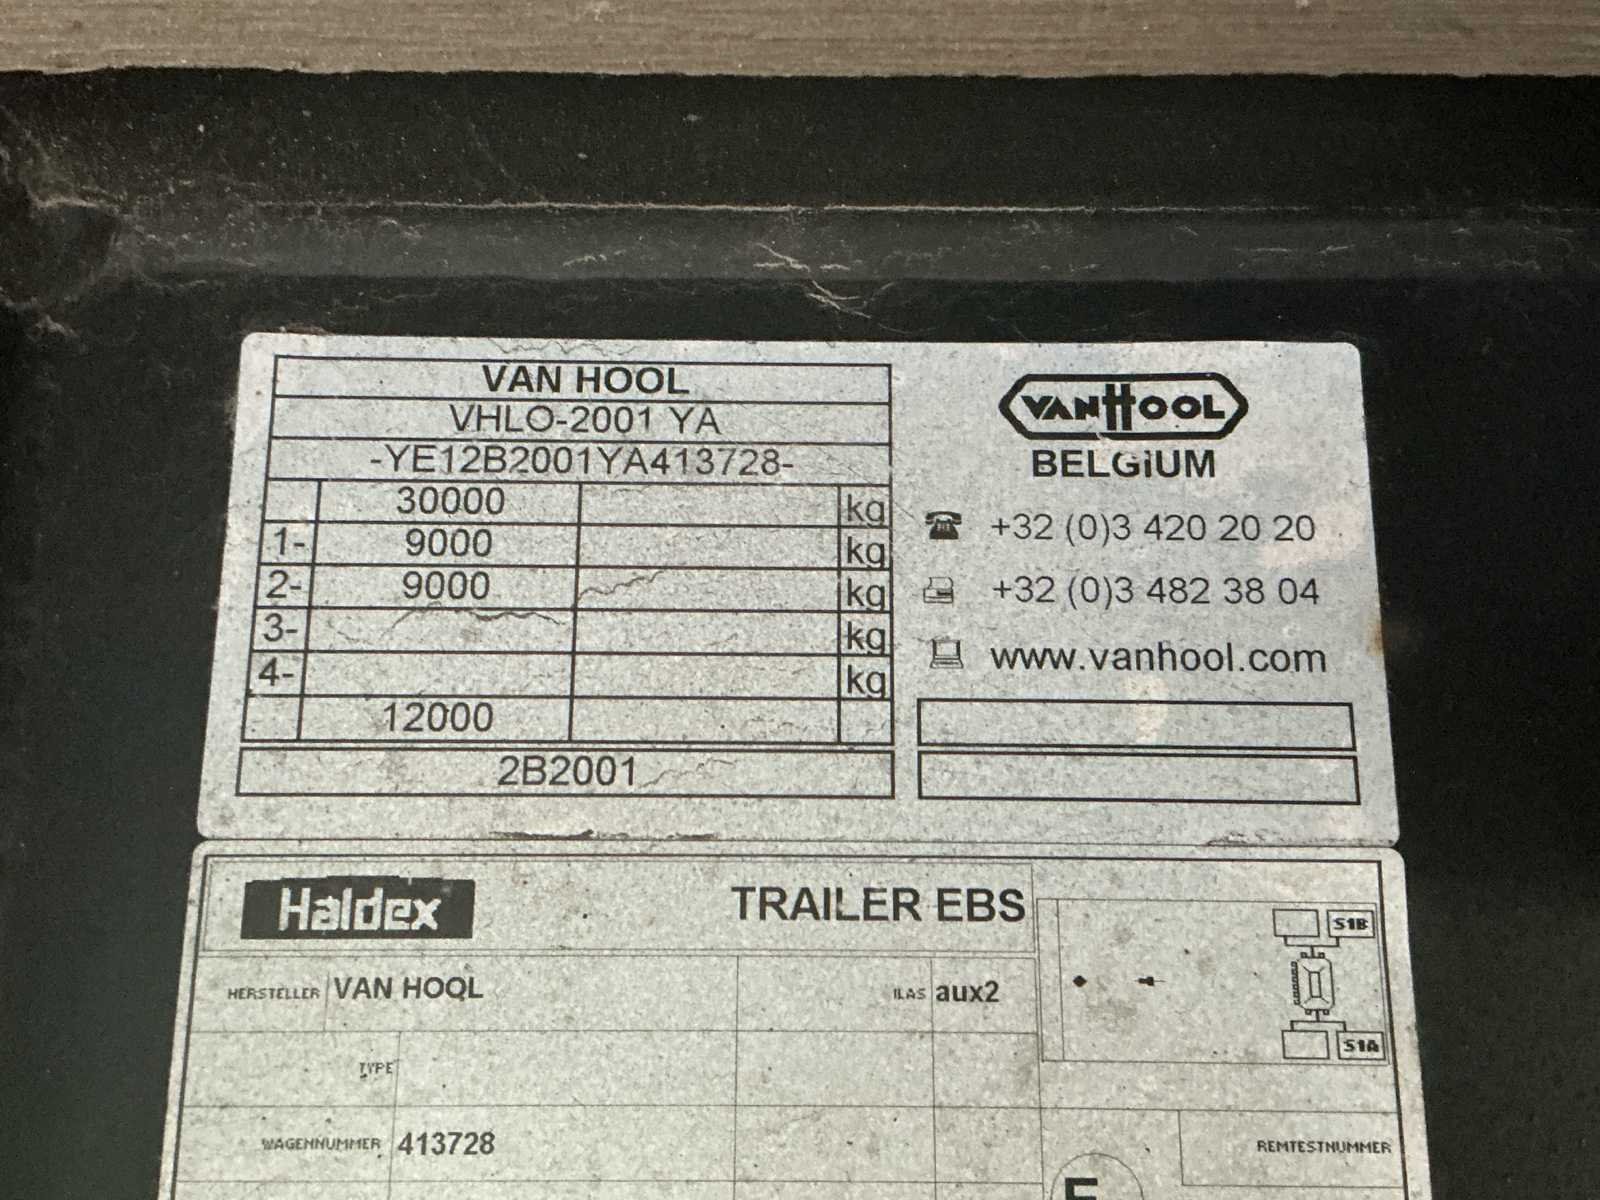 VAN HOOL
VHLO-2001 YA
-YE12B2001YA413728-
30000 kg
1- 9000 kg
2- 9000 kg
3- kg
4- kg
12000
2B2001
VANHOOL
BELGiUM
+32 (0)3 420 20 20
+32 (0)3 482 38 04
www.vanhool.com
Haldex
TRAILER EBS
S1B
HERSTELLER VAN HOOL
ILAS aux2
S1A
TYPE
WAGENNUMMER 413728
REMTESTNUMMER